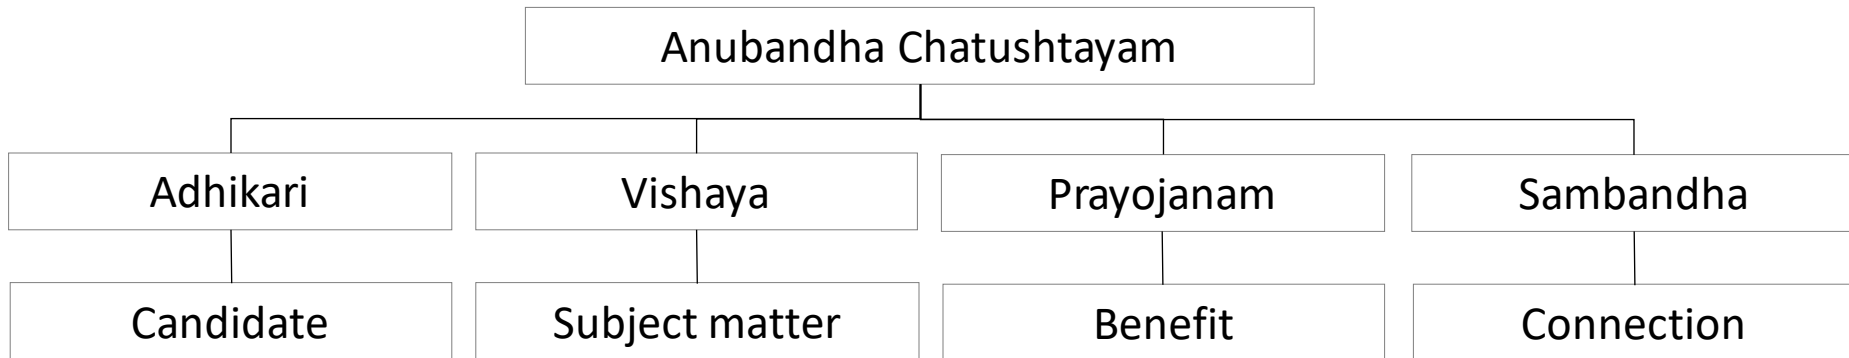 Anubandha Chatushtayam
Adhikari
Vishaya
Prayojanam
Sambandha
Candidate
Subject matter
Benefit
Connection